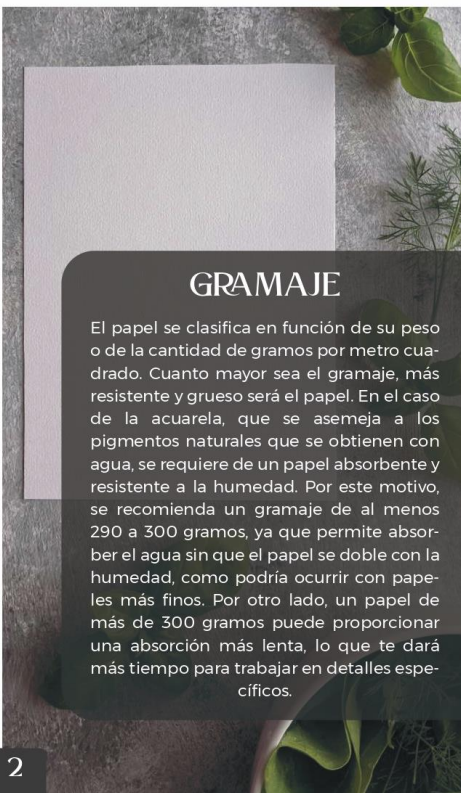 GRAMAJE
El papel se clasifica en función de su peso
o de la cantidad de gramos por metro cua-
drado. Cuanto mayor sea el gramaje, más
resistente y grueso será el papel. En el caso
de la acuarela, que se asemeja a los
pigmentos naturales que se obtienen con
agua, se requiere de un papel absorbente y
resistente a la humedad. Por este motivo,
se recomienda un gramaje de al menos
290 a 300 gramos, ya que permite absor-
ber el agua sin que el papel se doble con la
humedad, como podría ocurrir con pape-
les más finos. Por otro lado, un papel de
más de 300 gramos puede proporcionar
una absorción más lenta, lo que te dará
más tiempo para trabajar en detalles espe-
cíficos.
2